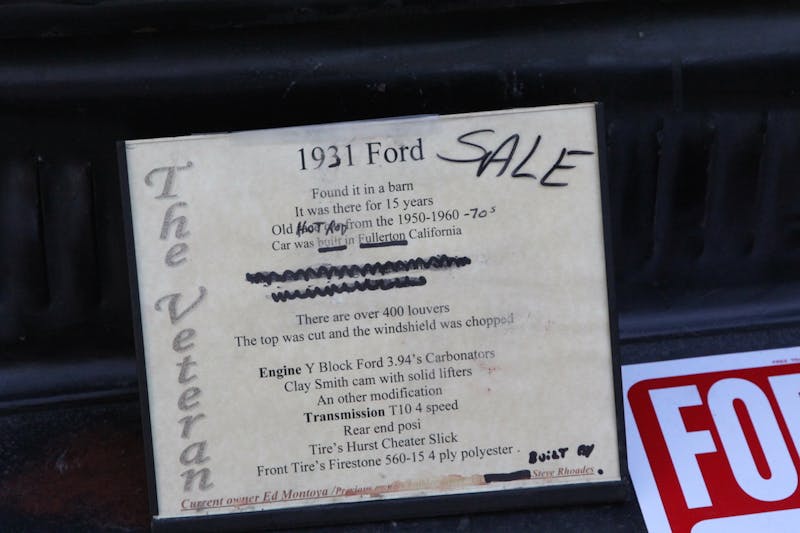 The Veteran
1931 Ford SALE
Found it in a barn
It was there for 15 years
Old HOT ROD from the 1950-1960 -70s
Car was built in Fullerton California
There are over 400 louvers
The top was cut and the windshield was chopped
Engine Y Block Ford 3.94's Carbonators
Clay Smith cam with solid lifters
An other modification
Transmission T10 4 speed
Rear end posi
Tire's Hurst Cheater Slick
Front Tire's Firestone 560-15 4 ply polyester . BUILT BY
Current owner Ed Montoya /Previous Steve Rhoades.
FO